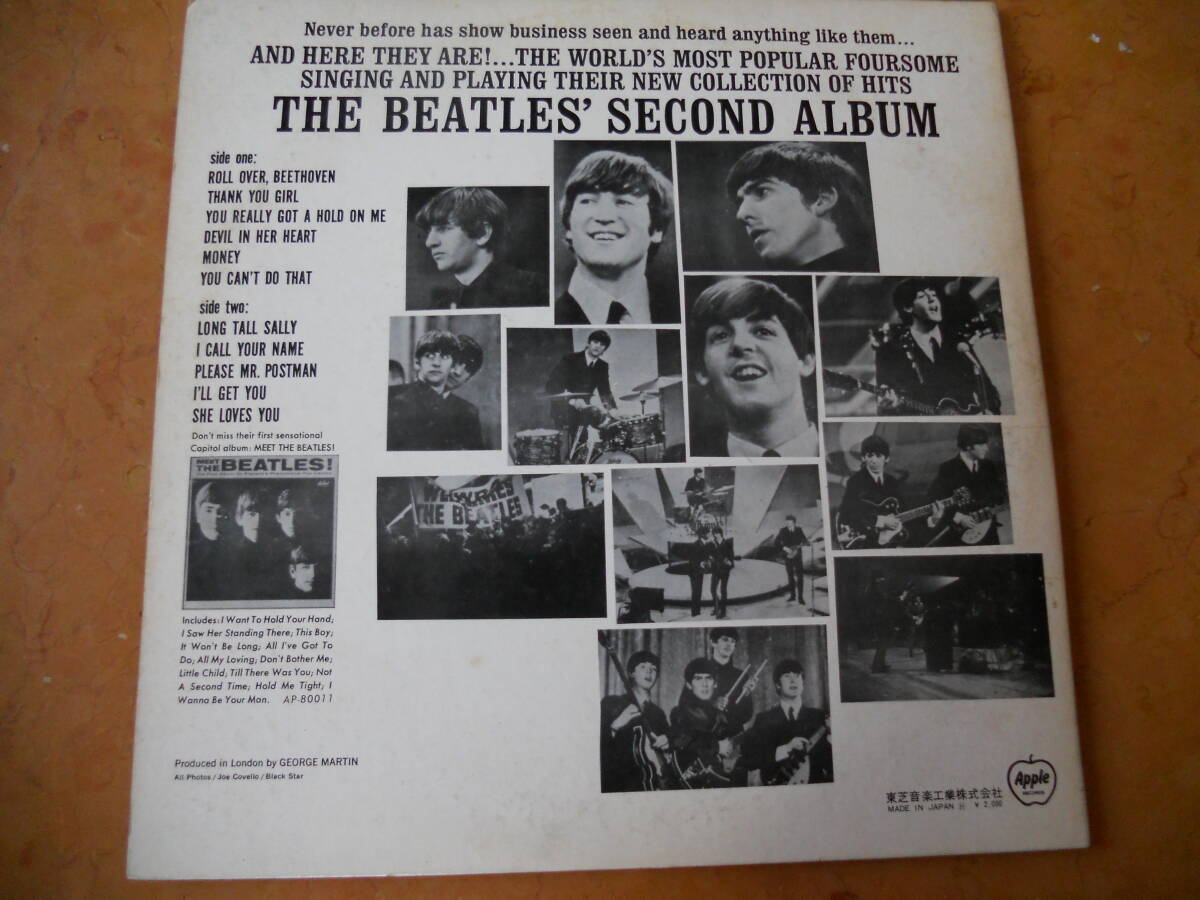 Never before has show business seen and heard anything like them...
AND HERE THEY ARE!...THE WORLD'S MOST POPULAR FOURSOME
SINGING AND PLAYING THEIR NEW COLLECTION OF HITS
THE BEATLES' SECOND ALBUM
side one:
ROLL OVER, BEETHOVEN
THANK YOU GIRL
YOU REALLY GOT A HOLD ON ME
DEVIL IN HER HEART
MONEY
YOU CAN'T DO THAT
side two:
LONG TALL SALLY
I CALL YOUR NAME
PLEASE MR. POSTMAN
I'LL GET YOU
SHE LOVES YOU
Don't miss their first sensational
Capitol album: MEET THE BEATLES!
MEET
THE BEATLES!
THE BEATLES
Includes: I Want To Hold Your Hand;
I Saw Her Standing There; This Boy;
It Won't Be Long; All I've Got To
Do; All My Loving; Don't Bother Me;
Little Child; Till There Was You; Not
A Second Time; Hold Me Tight; I
Wanna Be Your Man. AP-80011
Produced in London by GEORGE MARTIN
All Photos / Joe Covello / Black Star
東芝音楽工業株式会社
MADE IN JAPAN ¥ 2,000
Apple
RECORDS